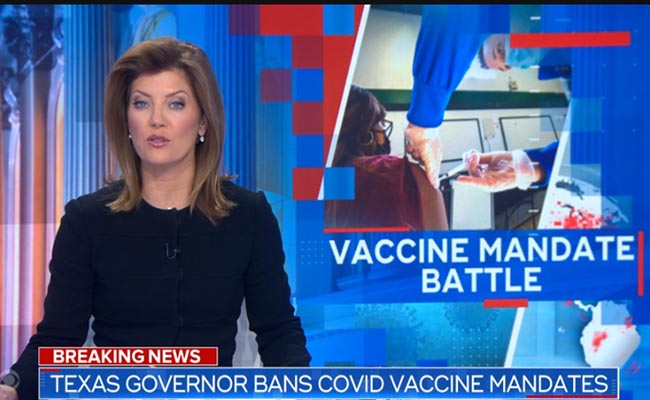 VACCINE MANDATE
BATTLE
BREAKING NEWS
TEXAS GOVERNOR BANS COVID VACCINE MANDATES